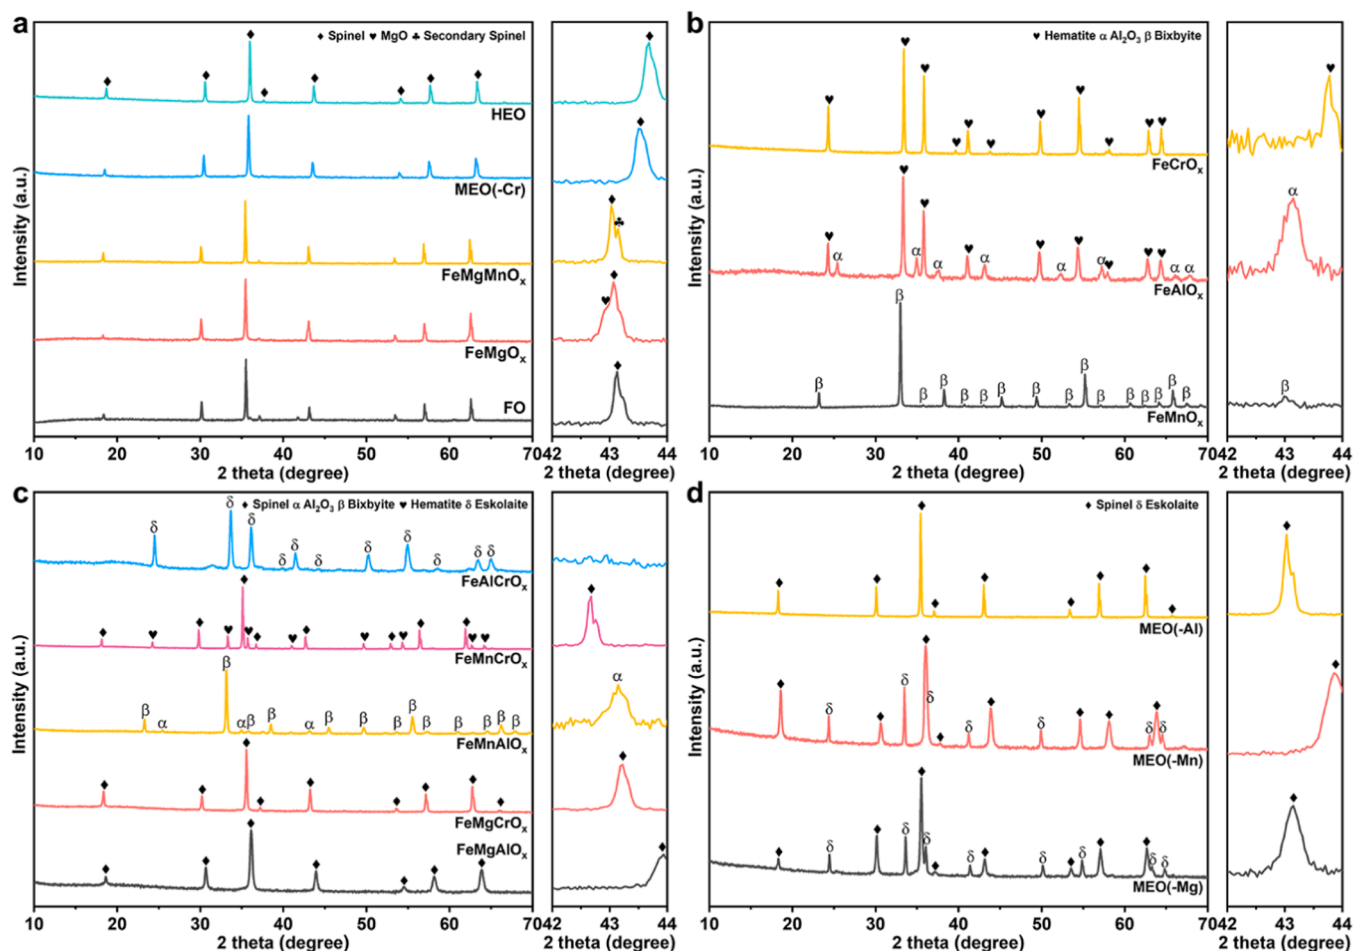 a
♦ Spinel ♥ MgO ♣ Secondary Spinel
HEO
MEO(-Cr)
FeMgMnOₓ
FeMgOₓ
FO
Intensity (a.u.)
10 20 30 40 50 60 70
2 theta (degree)
42 43 44
2 theta (degree)
b
♥ Hematite α Al₂O₃ β Bixbyite
FeCrOₓ
α α α α α α α α
FeAlOₓ
β β β β β β β β β β β β β β β
FeMnOₓ
α
β
Intensity (a.u.)
10 20 30 40 50 60 70
2 theta (degree)
42 43 44
2 theta (degree)
c
♦ Spinel α Al₂O₃ β Bixbyite ♥ Hematite δ Eskolaite
δ δ δ δ δ δ δ δ δ δ
FeAlCrOₓ
FeMnCrOₓ
β α β α β β α β β β β β β β β β
FeMnAlOₓ
α
FeMgCrOₓ
FeMgAlOₓ
Intensity (a.u.)
10 20 30 40 50 60 70
2 theta (degree)
42 43 44
2 theta (degree)
d
♦ Spinel δ Eskolaite
MEO(-Al)
δ δ δ δ δ δ δ
MEO(-Mn)
δ δ δ δ δ δ δ δ
MEO(-Mg)
Intensity (a.u.)
10 20 30 40 50 60 70
2 theta (degree)
42 43 44
2 theta (degree)